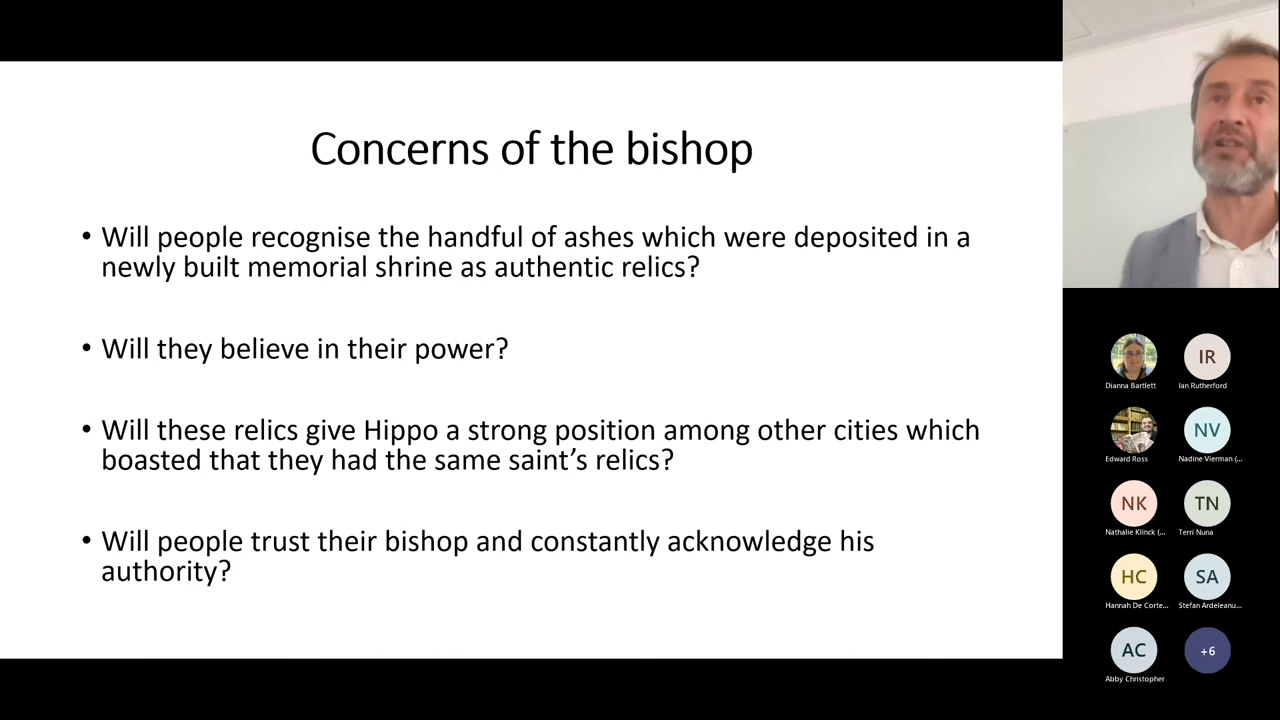 Concerns of the bishop
• Will people recognise the handful of ashes which were deposited in a
newly built memorial shrine as authentic relics?
• Will they believe in their power?
• Will these relics give Hippo a strong position among other cities which
boasted that they had the same saint’s relics?
• Will people trust their bishop and constantly acknowledge his
authority?
Dianna Bartlett
IR
Ian Rutherford
Edward Ross
NV
Nadine Vierman (...
NK
Nathalie Klinck (...
TN
Terri Nuna
HC
Hannah De Corte...
SA
Stefan Ardeleanu...
AC
Abby Christopher
+6